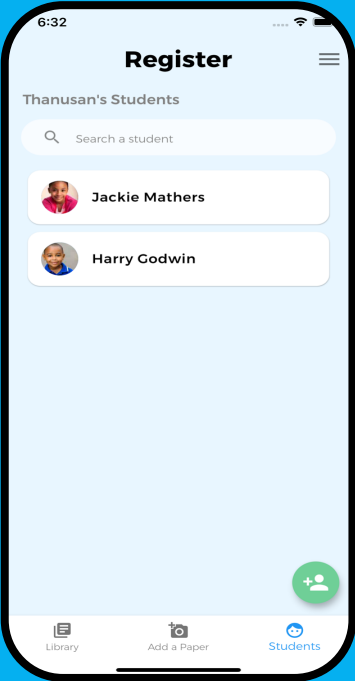 6:32
Register
Thanusan's Students
Search a student
Jackie Mathers
Harry Godwin
Library
Add a Paper
Students